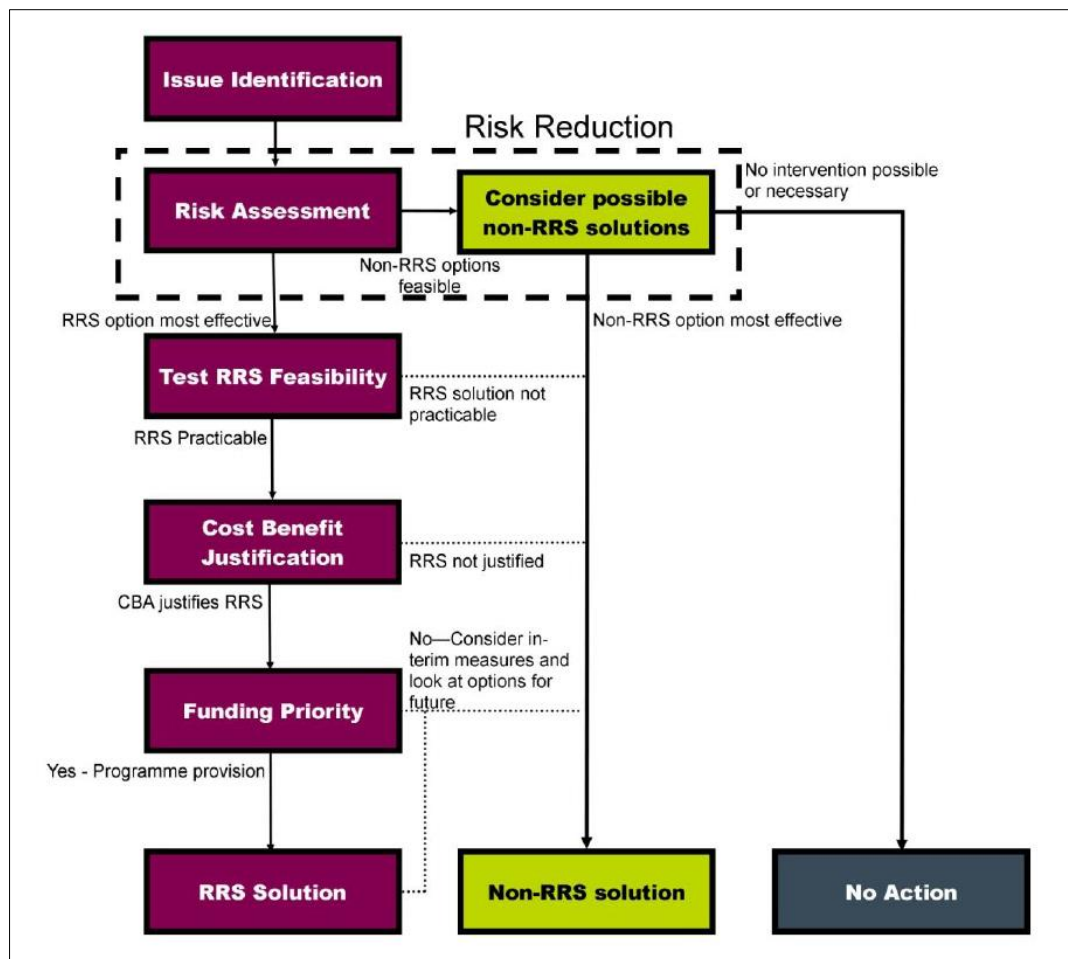 Issue Identification
Risk Reduction
No intervention possible
or necessary
Risk Assessment
Consider possible
non-RRS solutions
Non-RRS options
feasible
RRS option most effective
Non-RRS option most effective
Test RRS Feasibility
RRS solution not
practicable
RRS Practicable
Cost Benefit
Justification
RRS not justified
CBA justifies RRS
No—Consider in-
terim measures and
look at options for
future
Funding Priority
Yes - Programme provision
RRS Solution
Non-RRS solution
No Action